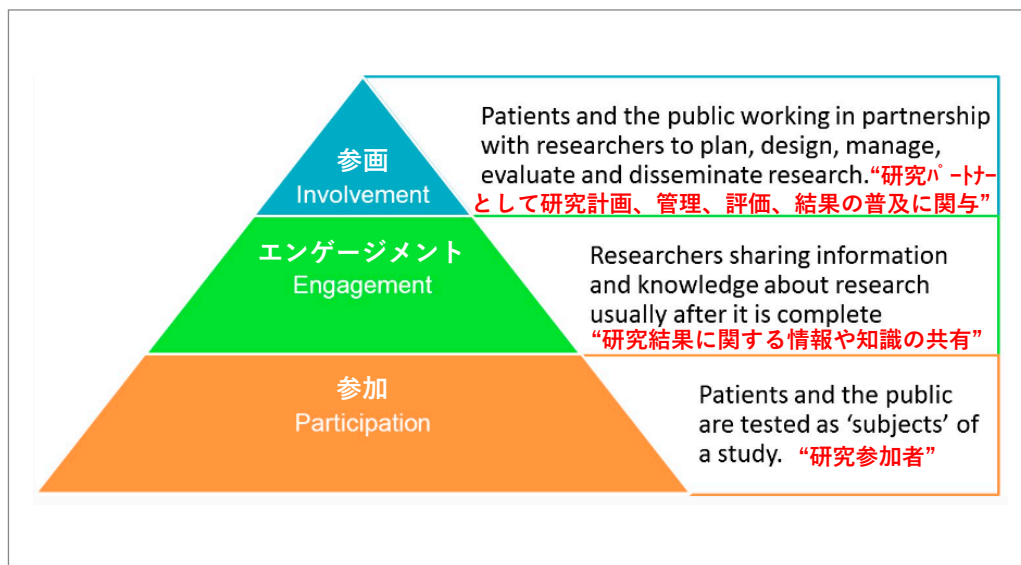 参画
Involvement
Patients and the public working in partnership
with researchers to plan, design, manage,
evaluate and disseminate research.“研究ﾊﾟｰﾄﾅｰ
として研究計画、管理、評価、結果の普及に関与”
エンゲージメント
Engagement
Researchers sharing information
and knowledge about research
usually after it is complete
“研究結果に関する情報や知識の共有”
参加
Participation
Patients and the public
are tested as ‘subjects’ of
a study. “研究参加者”